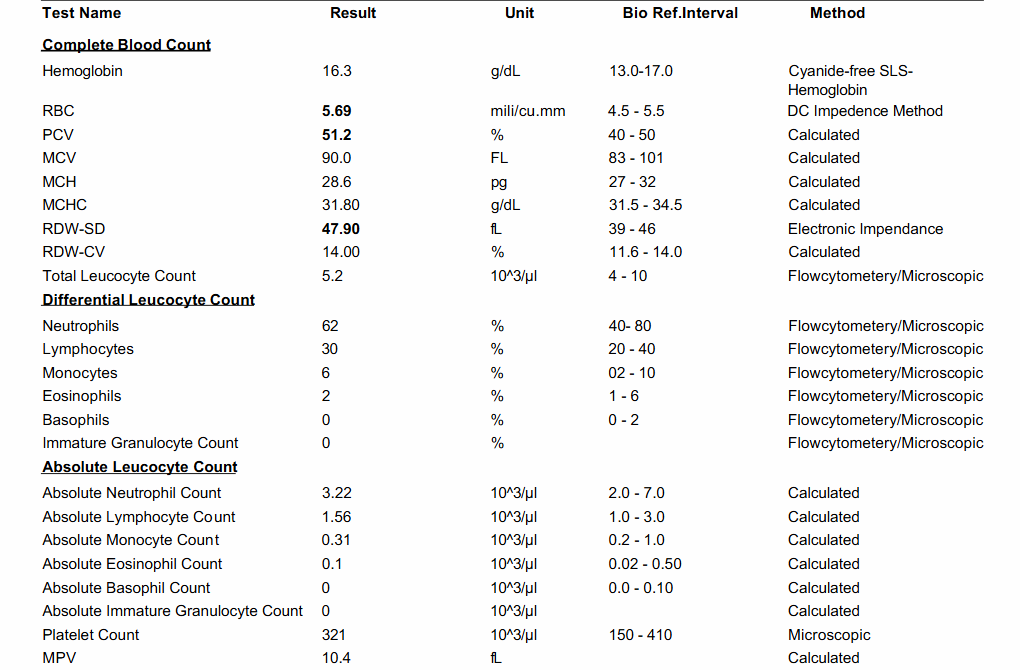 Test Name Result Unit Bio Ref.Interval Method
Complete Blood Count
Hemoglobin 16.3 g/dL 13.0-17.0 Cyanide-free SLS-
Hemoglobin
RBC 5.69 mili/cu.mm 4.5 - 5.5 DC Impedence Method
PCV 51.2 % 40 - 50 Calculated
MCV 90.0 FL 83 - 101 Calculated
MCH 28.6 pg 27 - 32 Calculated
MCHC 31.80 g/dL 31.5 - 34.5 Calculated
RDW-SD 47.90 fL 39 - 46 Electronic Impendance
RDW-CV 14.00 % 11.6 - 14.0 Calculated
Total Leucocyte Count 5.2 10^3/µl 4 - 10 Flowcytometery/Microscopic
Differential Leucocyte Count
Neutrophils 62 % 40- 80 Flowcytometery/Microscopic
Lymphocytes 30 % 20 - 40 Flowcytometery/Microscopic
Monocytes 6 % 02 - 10 Flowcytometery/Microscopic
Eosinophils 2 % 1 - 6 Flowcytometery/Microscopic
Basophils 0 % 0 - 2 Flowcytometery/Microscopic
Immature Granulocyte Count 0 % Flowcytometery/Microscopic
Absolute Leucocyte Count
Absolute Neutrophil Count 3.22 10^3/µl 2.0 - 7.0 Calculated
Absolute Lymphocyte Count 1.56 10^3/µl 1.0 - 3.0 Calculated
Absolute Monocyte Count 0.31 10^3/µl 0.2 - 1.0 Calculated
Absolute Eosinophil Count 0.1 10^3/µl 0.02 - 0.50 Calculated
Absolute Basophil Count 0 10^3/µl 0.0 - 0.10 Calculated
Absolute Immature Granulocyte Count 0 10^3/µl Calculated
Platelet Count 321 10^3/µl 150 - 410 Microscopic
MPV 10.4 fL Calculated